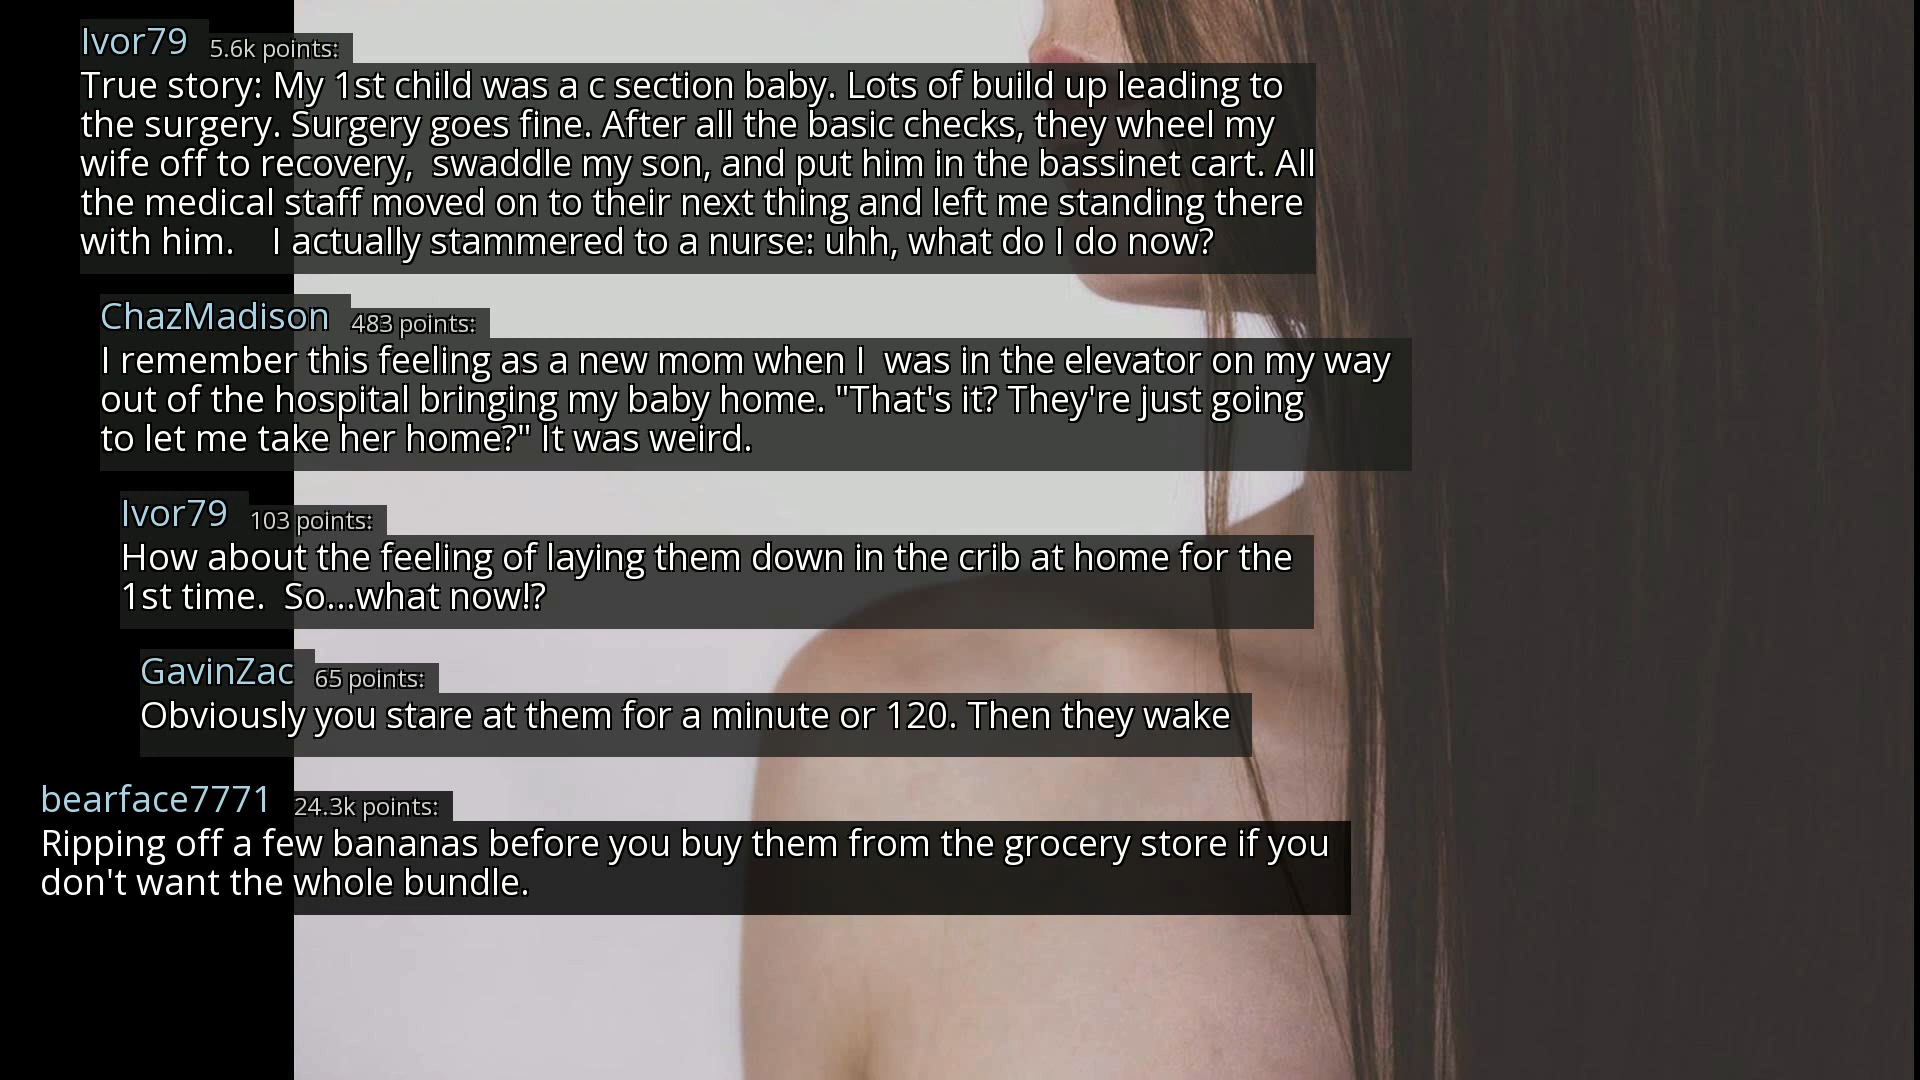 Ivor79 5.6k points:
True story: My 1st child was a c section baby. Lots of build up leading to
the surgery. Surgery goes fine. After all the basic checks, they wheel my
wife off to recovery,  swaddle my son, and put him in the bassinet cart. All
the medical staff moved on to their next thing and left me standing there
with him.    I actually stammered to a nurse: uhh, what do I do now?
ChazMadison 483 points:
I remember this feeling as a new mom when I  was in the elevator on my way
out of the hospital bringing my baby home. "That's it? They're just going
to let me take her home?" It was weird.
Ivor79 103 points:
How about the feeling of laying them down in the crib at home for the
1st time.  So...what now!?
GavinZac 65 points:
Obviously you stare at them for a minute or 120. Then they wake
bearface7771 24.3k points:
Ripping off a few bananas before you buy them from the grocery store if you
don't want the whole bundle.